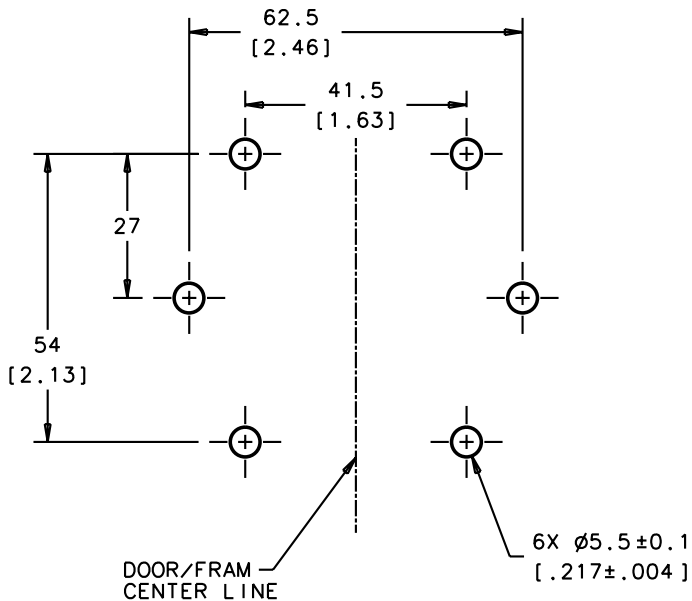 62.5
[2.46]
41.5
[1.63]
27
54
[2.13]
6X Ø5.5±0.1
[.217±.004]
DOOR/FRAM
CENTER LINE